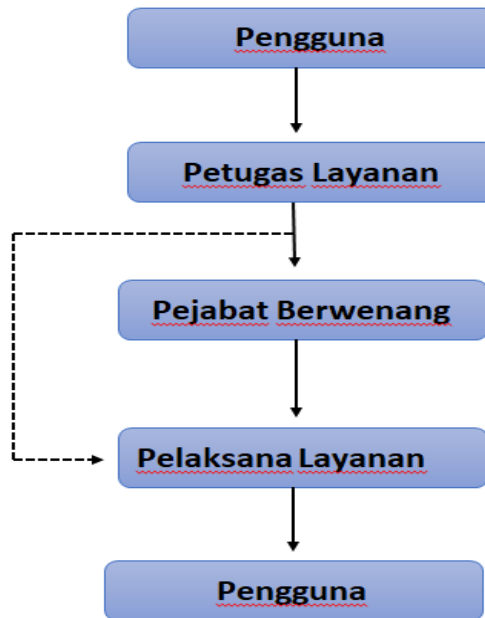 Pengguna
Petugas Layanan
Pejabat Berwenang
Pelaksana Layanan
Pengguna